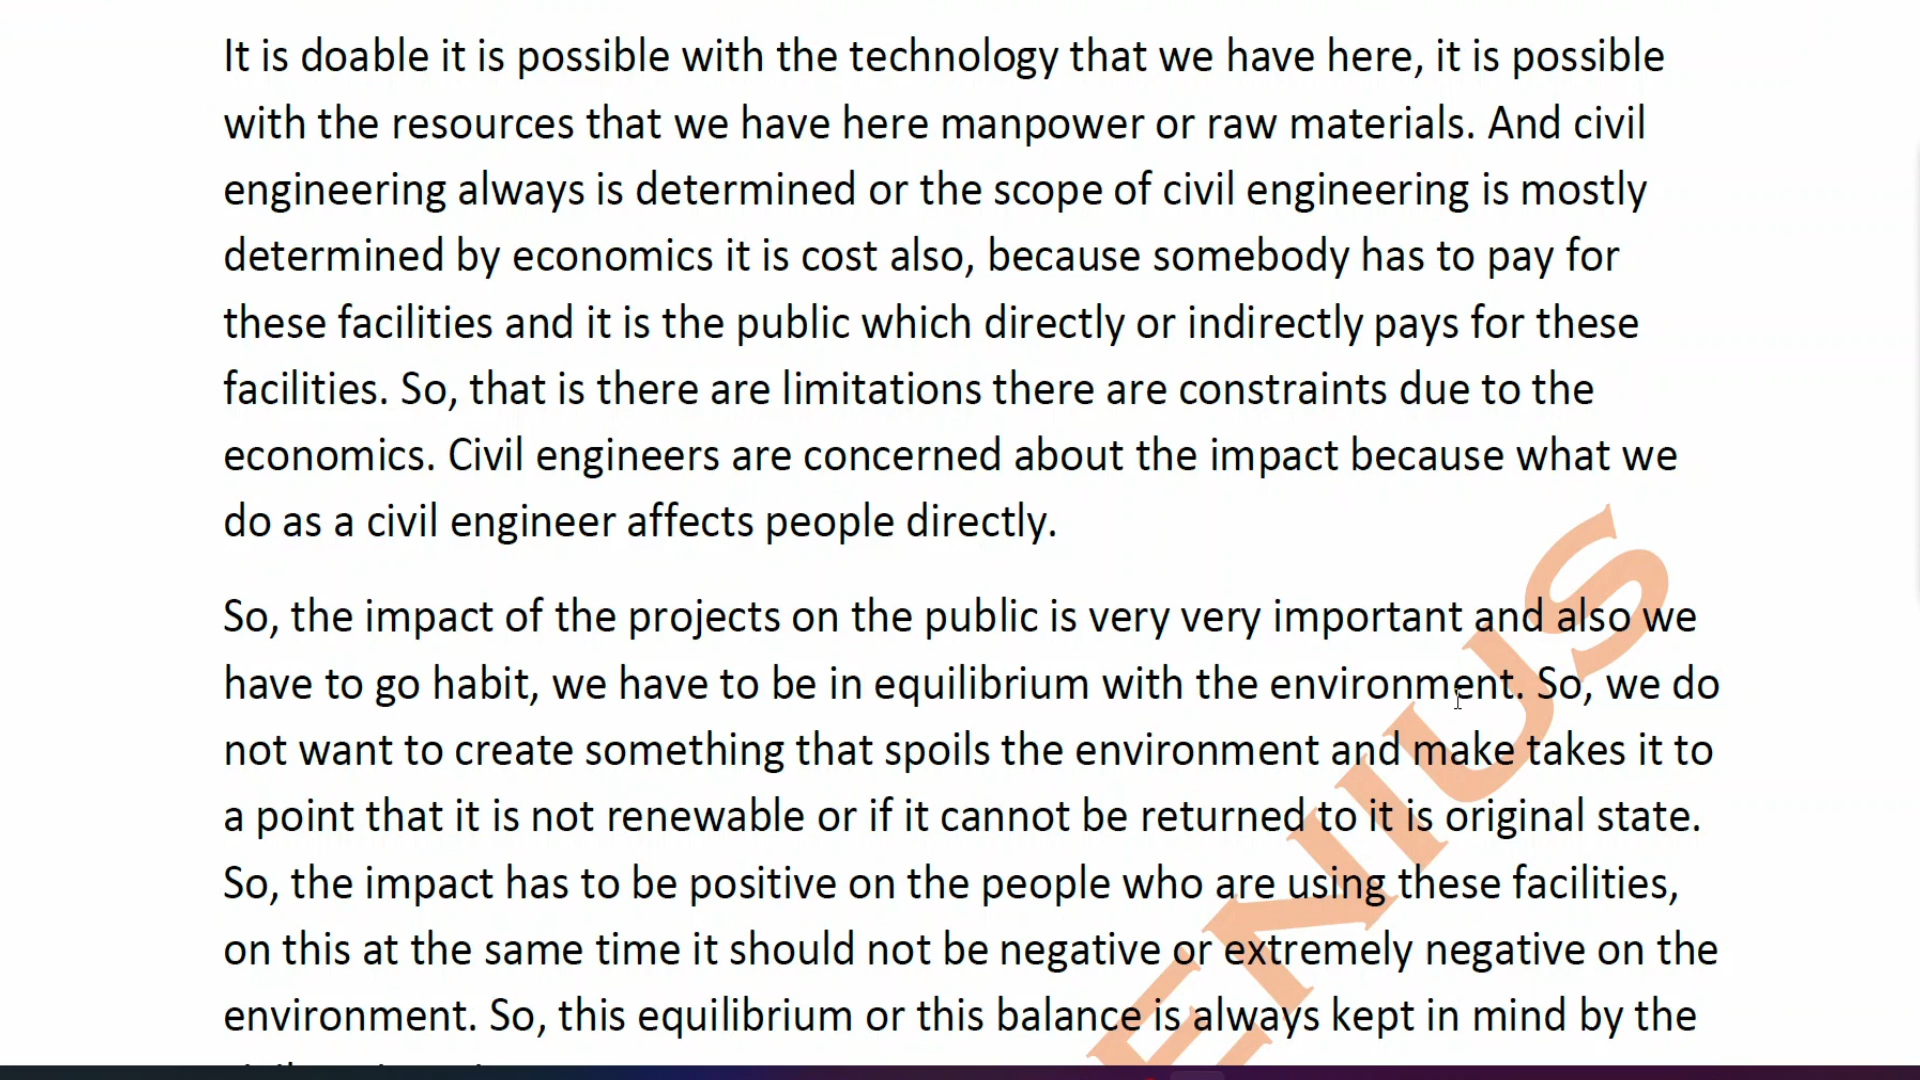 It is doable it is possible with the technology that we have here, it is possible
with the resources that we have here manpower or raw materials. And civil
engineering always is determined or the scope of civil engineering is mostly
determined by economics it is cost also, because somebody has to pay for
these facilities and it is the public which directly or indirectly pays for these
facilities. So, that is there are limitations there are constraints due to the
economics. Civil engineers are concerned about the impact because what we
do as a civil engineer affects people directly.
So, the impact of the projects on the public is very very important and also we
have to go habit, we have to be in equilibrium with the environment. So, we do
not want to create something that spoils the environment and make takes it to
a point that it is not renewable or if it cannot be returned to it is original state.
So, the impact has to be positive on the people who are using these facilities,
on this at the same time it should not be negative or extremely negative on the
environment. So, this equilibrium or this balance is always kept in mind by the
ENIUS